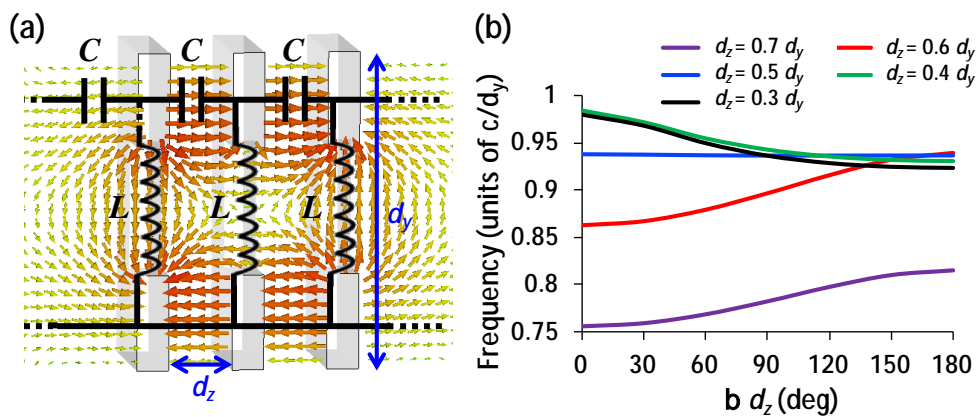 (a)
C C C
L L L
d_y
d_z
(b)
d_z = 0.7 d_y d_z = 0.6 d_y
d_z = 0.5 d_y d_z = 0.4 d_y
d_z = 0.3 d_y
Frequency (units of c/d_y)
1
0.95
0.9
0.85
0.8
0.75
0 30 60 90 120 150 180
b d_z (deg)